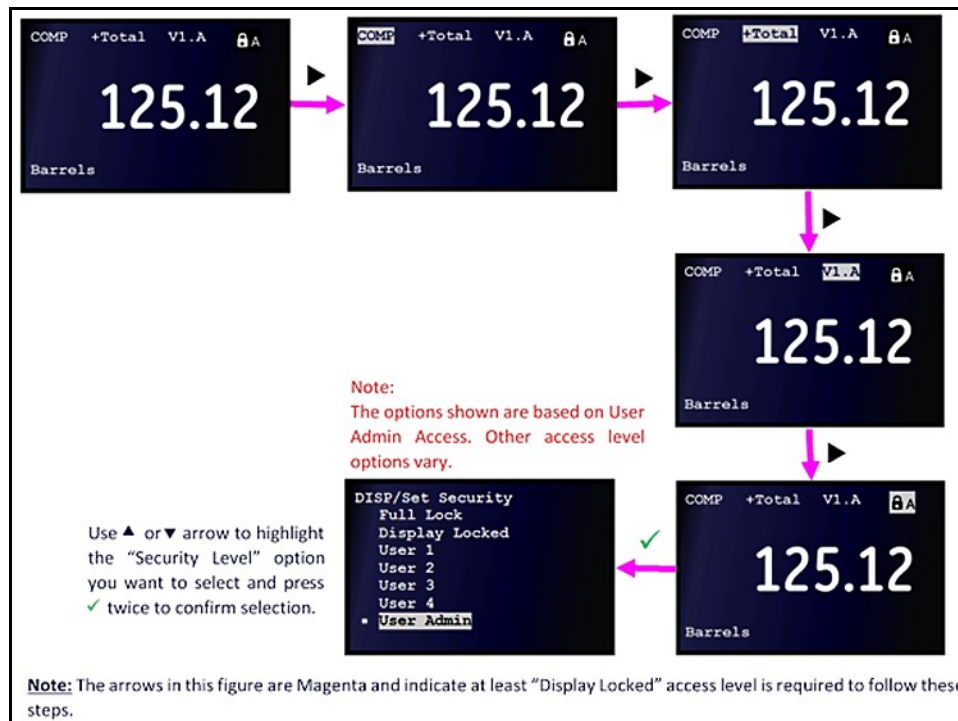 COMP +Total V1.A A
125.12
Barrels
COMP +Total V1.A A
125.12
Barrels
COMP +Total V1.A A
125.12
Barrels
COMP +Total V1.A A
125.12
Barrels
Note:
The options shown are based on User
Admin Access. Other access level
options vary.
Use ▲ or ▼ arrow to highlight
the “Security Level” option
you want to select and press
✓ twice to confirm selection.
DISP/Set Security
Full Lock
Display Locked
User 1
User 2
User 3
User 4
User Admin
COMP +Total V1.A A
125.12
Barrels
Note: The arrows in this figure are Magenta and indicate at least “Display Locked” access level is required to follow these
steps.